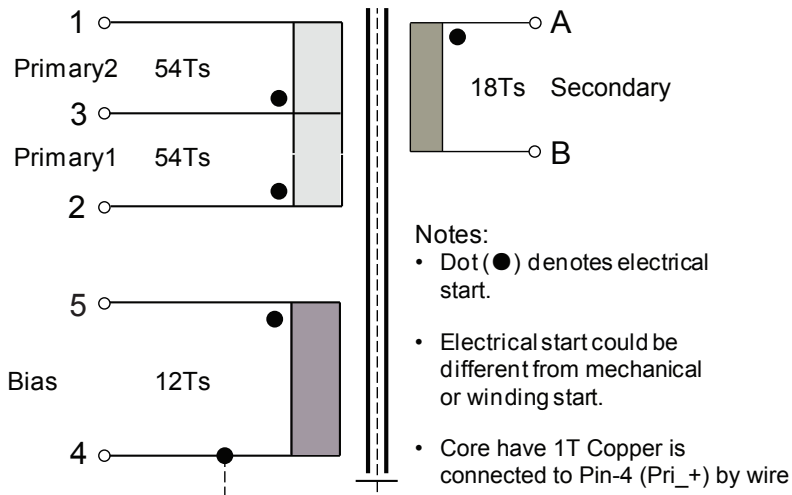 1
Primary2 54Ts
3
Primary1 54Ts
2
5
Bias 12Ts
4
A
18Ts Secondary
B
Notes:
• Dot (●) denotes electrical
start.
• Electrical start could be
different from mechanical
or winding start.
• Core have 1T Copper is
connected to Pin-4 (Pri_+) by wire